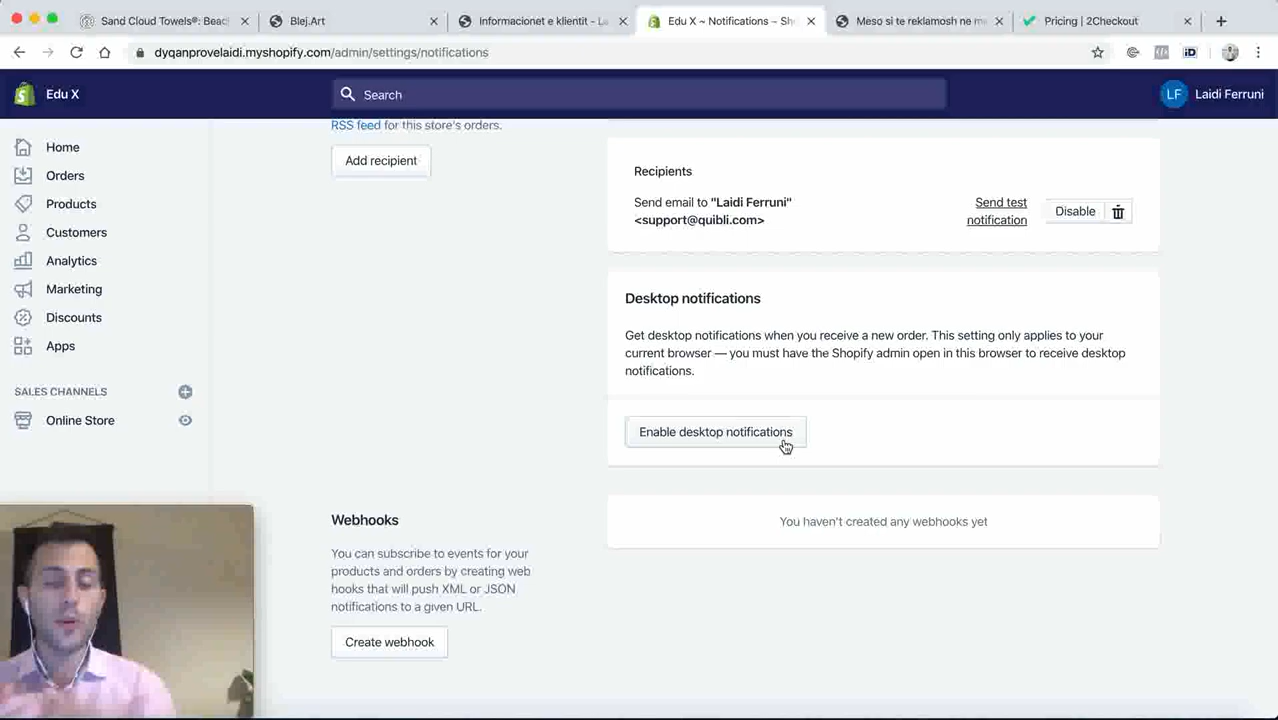 Sand Cloud Towels®: Beac
Blej.Art
Informacionet e klientit - La
Edu X ~ Notifications ~ Sho
Meso si te reklamosh ne m
Pricing | 2Checkout
dyqanprovelaidi.myshopify.com/admin/settings/notifications
Edu X
Search
LF
Laidi Ferruni
Home
Orders
Products
Customers
Analytics
Marketing
Discounts
Apps
SALES CHANNELS
Online Store
RSS feed for this store's orders.
Add recipient
Recipients
Send email to "Laidi Ferruni"
<support@quibli.com>
Send test
notification
Disable
Desktop notifications
Get desktop notifications when you receive a new order. This setting only applies to your
current browser — you must have the Shopify admin open in this browser to receive desktop
notifications.
Enable desktop notifications
Webhooks
You can subscribe to events for your
products and orders by creating web
hooks that will push XML or JSON
notifications to a given URL.
Create webhook
You haven't created any webhooks yet